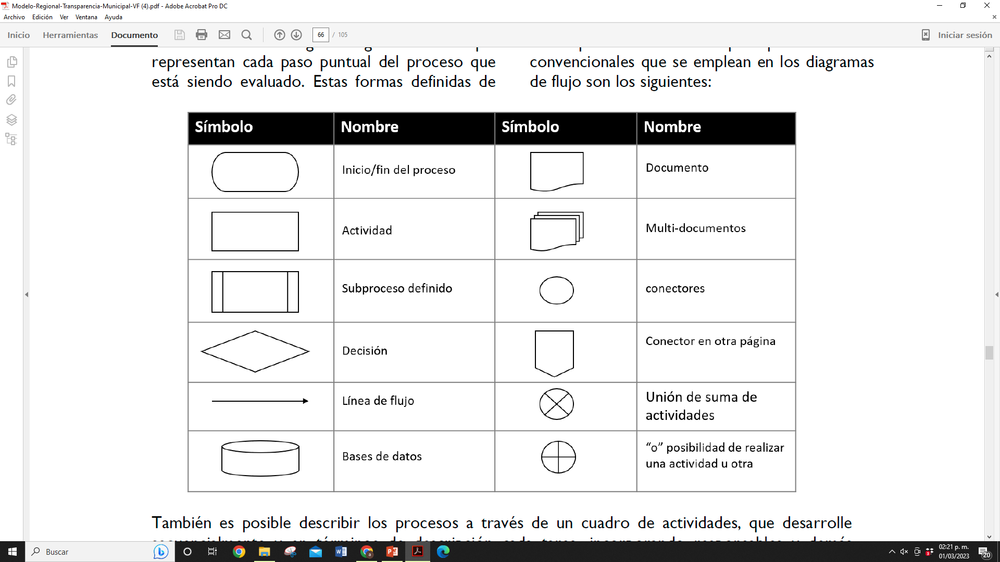 Modelo-Regional-Transparencia-Municipal-VF (4).pdf - Adobe Acrobat Pro DC
Archivo Edición Ver Ventana Ayuda
Inicio Herramientas Documento 66 / 105 Iniciar sesión
representan cada paso puntual del proceso que
está siendo evaluado. Estas formas definidas de
convencionales que se emplean en los diagramas
de flujo son los siguientes:
Símbolo Nombre Símbolo Nombre
Inicio/fin del proceso Documento
Actividad Multi-documentos
Subproceso definido conectores
Decisión Conector en otra página
Línea de flujo Unión de suma de
actividades
Bases de datos “o” posibilidad de realizar
una actividad u otra
También es posible describir los procesos a través de un cuadro de actividades, que desarrolle
Buscar
02:21 p. m.
01/03/2023
20